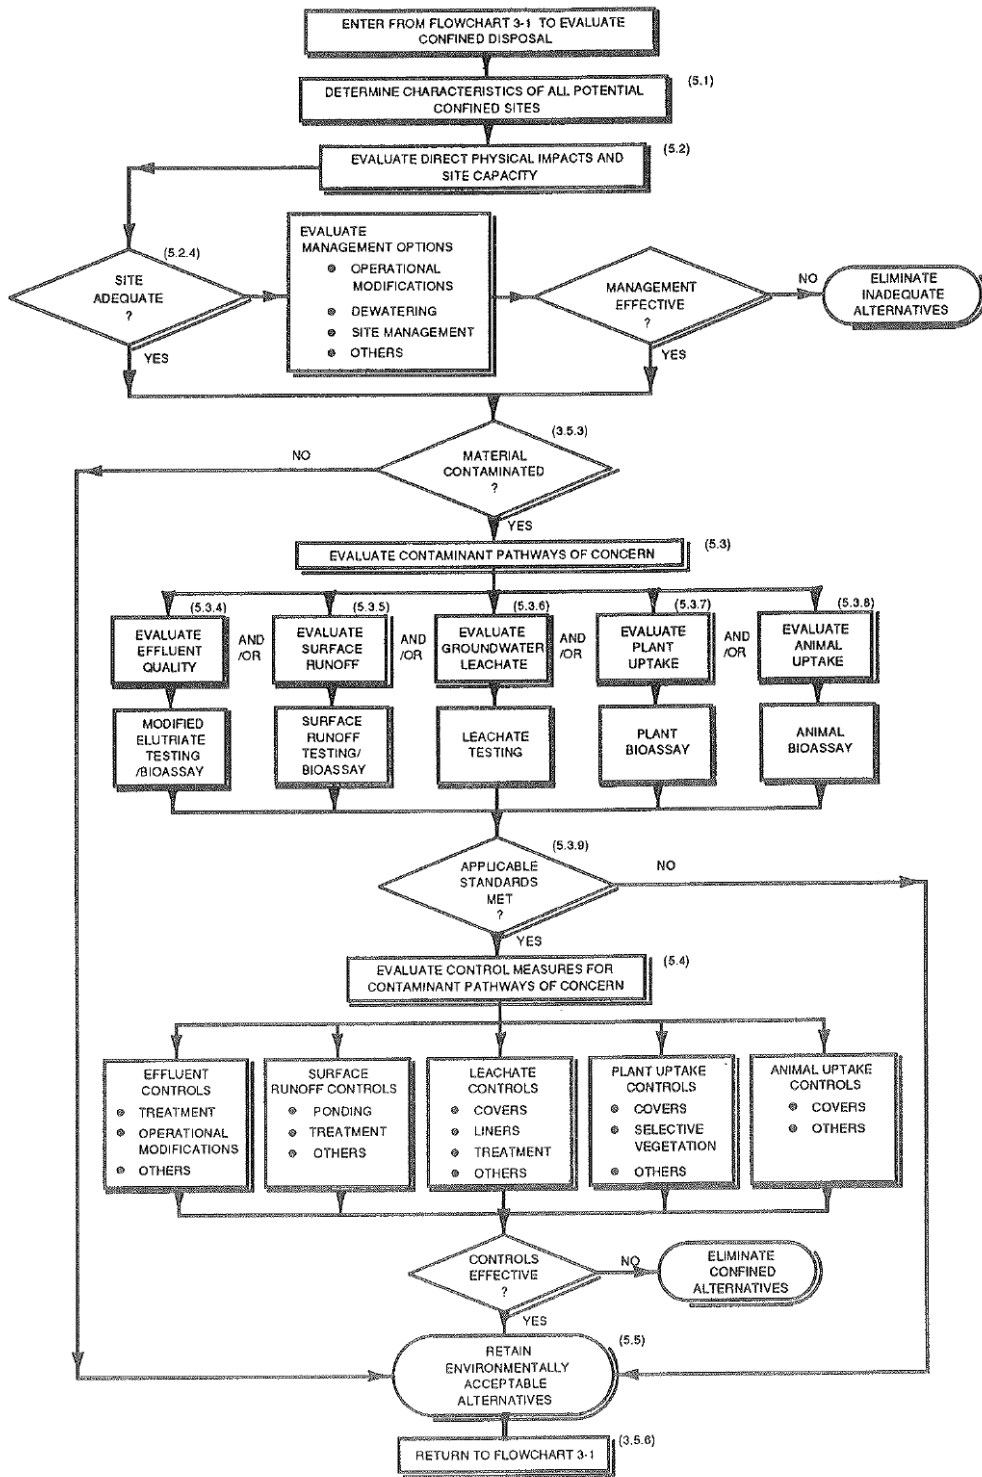 ENTER FROM FLOWCHART 3-1 TO EVALUATE
CONFINED DISPOSAL
(5.1)
DETERMINE CHARACTERISTICS OF ALL POTENTIAL
CONFINED SITES
(5.2)
EVALUATE DIRECT PHYSICAL IMPACTS AND
SITE CAPACITY
(5.2.4)
SITE
ADEQUATE
?
YES
EVALUATE
MANAGEMENT OPTIONS
● OPERATIONAL
MODIFICATIONS
● DEWATERING
● SITE MANAGEMENT
● OTHERS
MANAGEMENT
EFFECTIVE
?
NO
YES
ELIMINATE
INADEQUATE
ALTERNATIVES
(3.5.3)
MATERIAL
CONTAMINATED
?
NO
YES
(5.3)
EVALUATE CONTAMINANT PATHWAYS OF CONCERN
(5.3.4)
EVALUATE
EFFLUENT
QUALITY
AND
/OR
(5.3.5)
EVALUATE
SURFACE
RUNOFF
AND
/OR
(5.3.6)
EVALUATE
GROUNDWATER
LEACHATE
AND
/OR
(5.3.7)
EVALUATE
PLANT
UPTAKE
AND
/OR
(5.3.8)
EVALUATE
ANIMAL
UPTAKE
MODIFIED
ELUTRIATE
TESTING
/BIOASSAY
SURFACE
RUNOFF
TESTING/
BIOASSAY
LEACHATE
TESTING
PLANT
BIOASSAY
ANIMAL
BIOASSAY
(5.3.9)
APPLICABLE
STANDARDS
MET
?
NO
YES
(5.4)
EVALUATE CONTROL MEASURES FOR
CONTAMINANT PATHWAYS OF CONCERN
EFFLUENT
CONTROLS
● TREATMENT
● OPERATIONAL
MODIFICATIONS
● OTHERS
SURFACE
RUNOFF CONTROLS
● PONDING
● TREATMENT
● OTHERS
LEACHATE
CONTROLS
● COVERS
● LINERS
● TREATMENT
● OTHERS
PLANT UPTAKE
CONTROLS
● COVERS
● SELECTIVE
VEGETATION
● OTHERS
ANIMAL UPTAKE
CONTROLS
● COVERS
● OTHERS
CONTROLS
EFFECTIVE
?
NO
YES
ELIMINATE
CONFINED
ALTERNATIVES
(5.5)
RETAIN
ENVIRONMENTALLY
ACCEPTABLE
ALTERNATIVES
(3.5.6)
RETURN TO FLOWCHART 3-1